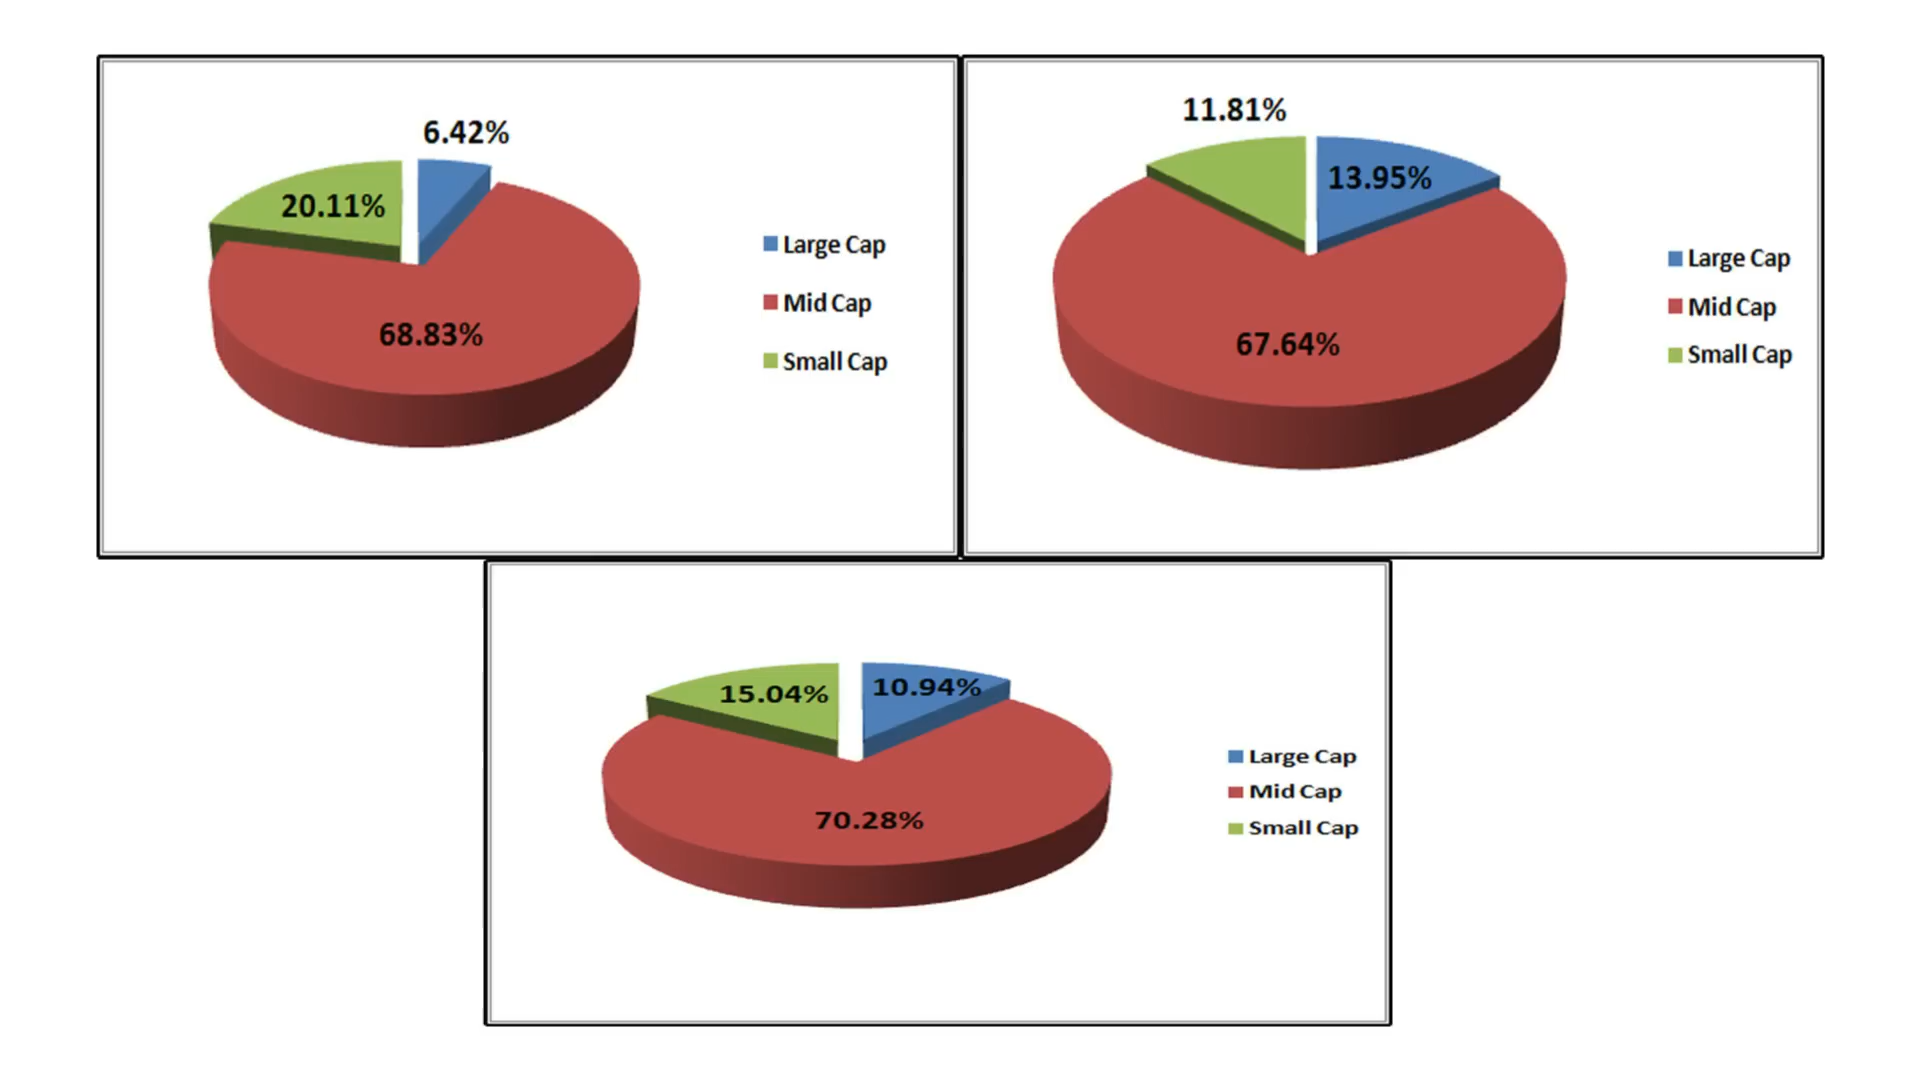 6.42%
20.11%
68.83%
Large Cap
Mid Cap
Small Cap
11.81%
13.95%
67.64%
Large Cap
Mid Cap
Small Cap
15.04%
10.94%
70.28%
Large Cap
Mid Cap
Small Cap